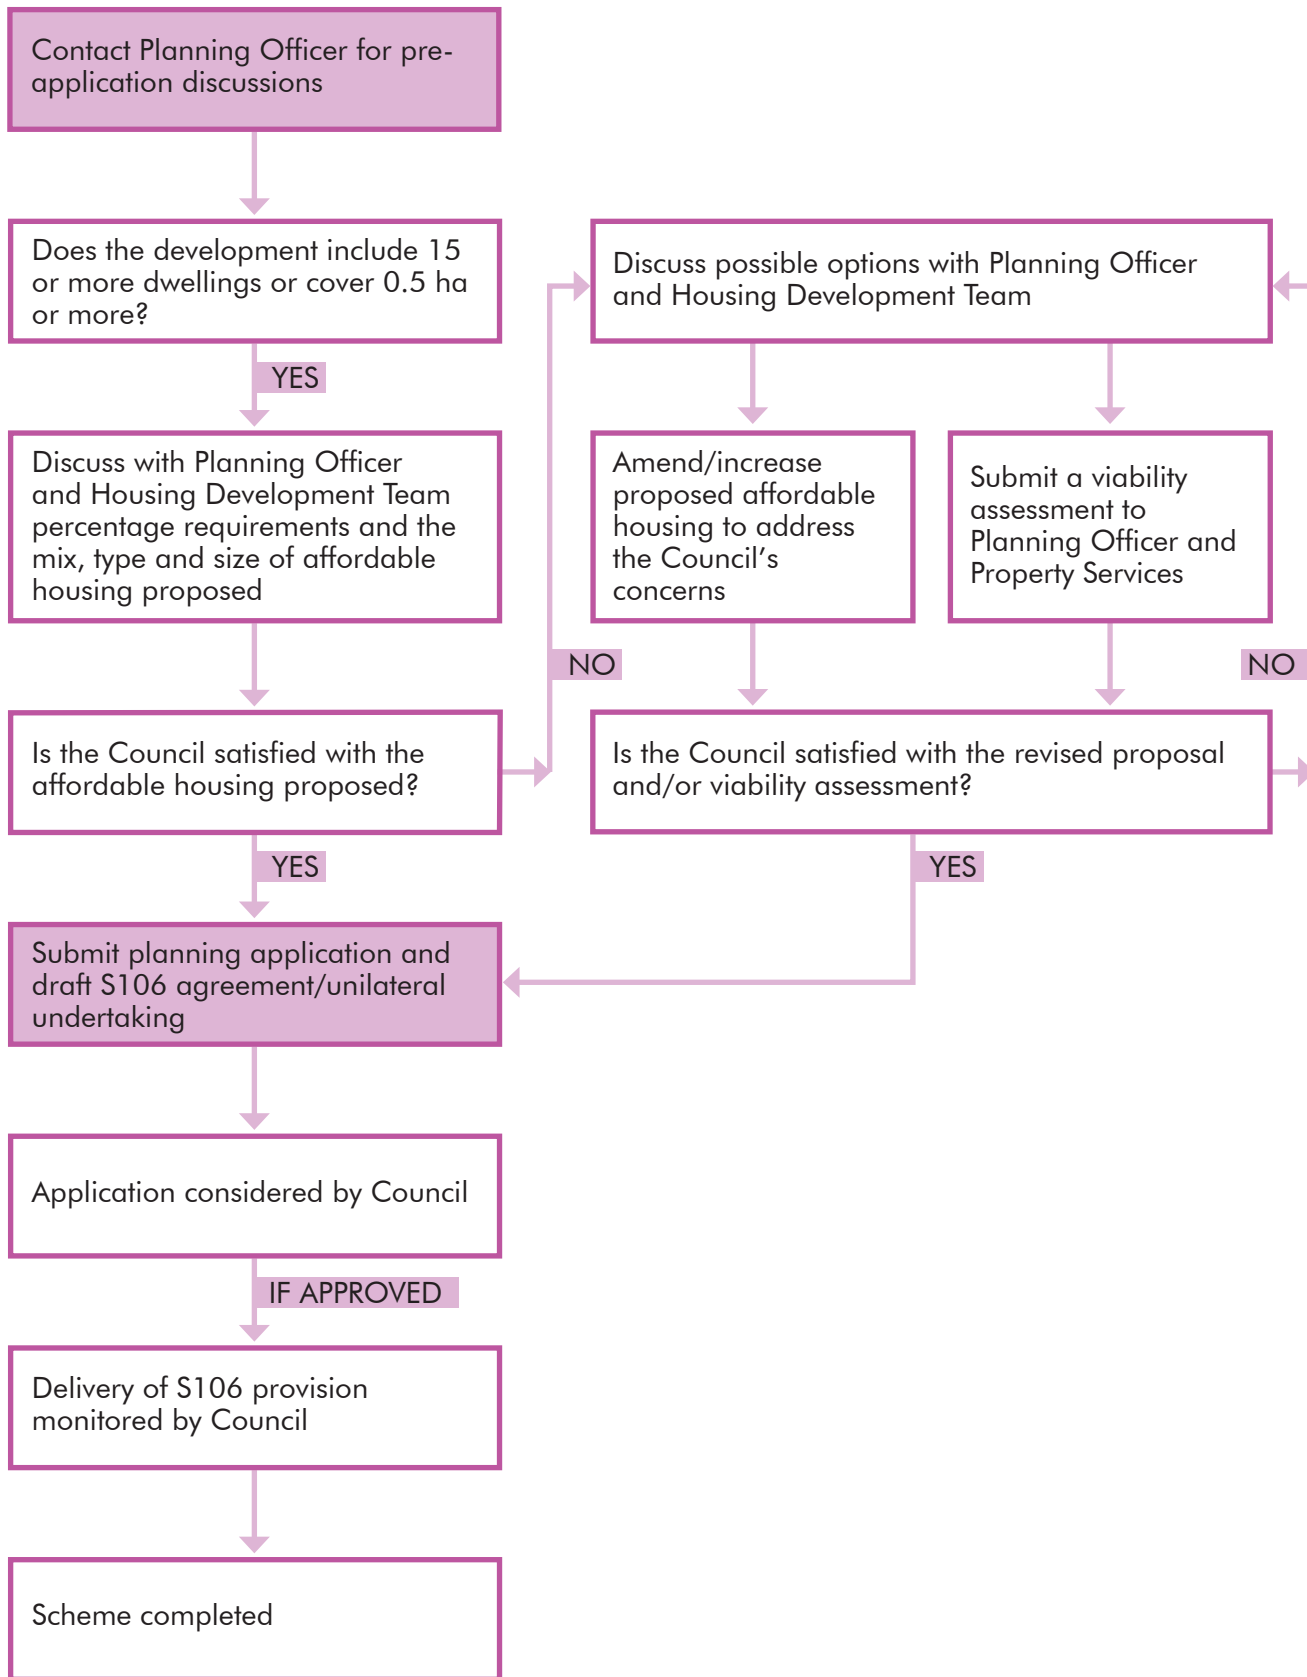 Contact Planning Officer for pre-
application discussions
Does the development include 15
or more dwellings or cover 0.5 ha
or more?
YES
Discuss with Planning Officer
and Housing Development Team
percentage requirements and the
mix, type and size of affordable
housing proposed
Is the Council satisfied with the
affordable housing proposed?
NO
YES
Discuss possible options with Planning Officer
and Housing Development Team
Amend/increase
proposed affordable
housing to address
the Council's
concerns
Submit a viability
assessment to
Planning Officer and
Property Services
Is the Council satisfied with the revised proposal
and/or viability assessment?
NO
YES
Submit planning application and
draft S106 agreement/unilateral
undertaking
Application considered by Council
IF APPROVED
Delivery of S106 provision
monitored by Council
Scheme completed